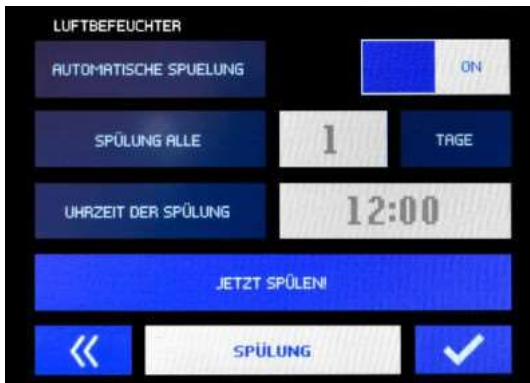 LUFTBEFEUCHTER
AUTOMATISCHE SPUELUNG ON
SPÜLUNG ALLE 1 TAGE
UHRZEIT DER SPÜLUNG 12:00
JETZT SPÜLEN!
SPÜLUNG